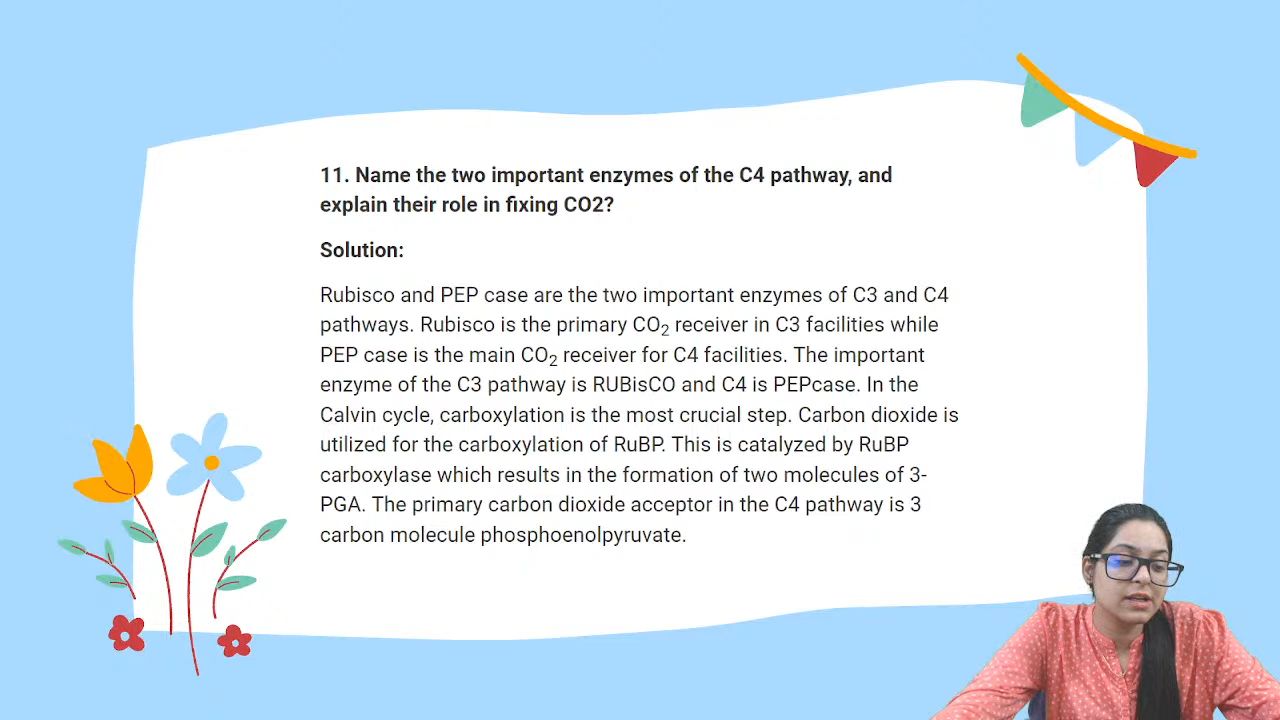 11. Name the two important enzymes of the C4 pathway, and
explain their role in fixing CO2?
Solution:
Rubisco and PEP case are the two important enzymes of C3 and C4
pathways. Rubisco is the primary CO₂ receiver in C3 facilities while
PEP case is the main CO₂ receiver for C4 facilities. The important
enzyme of the C3 pathway is RUBisCO and C4 is PEPcase. In the
Calvin cycle, carboxylation is the most crucial step. Carbon dioxide is
utilized for the carboxylation of RuBP. This is catalyzed by RuBP
carboxylase which results in the formation of two molecules of 3-
PGA. The primary carbon dioxide acceptor in the C4 pathway is 3
carbon molecule phosphoenolpyruvate.